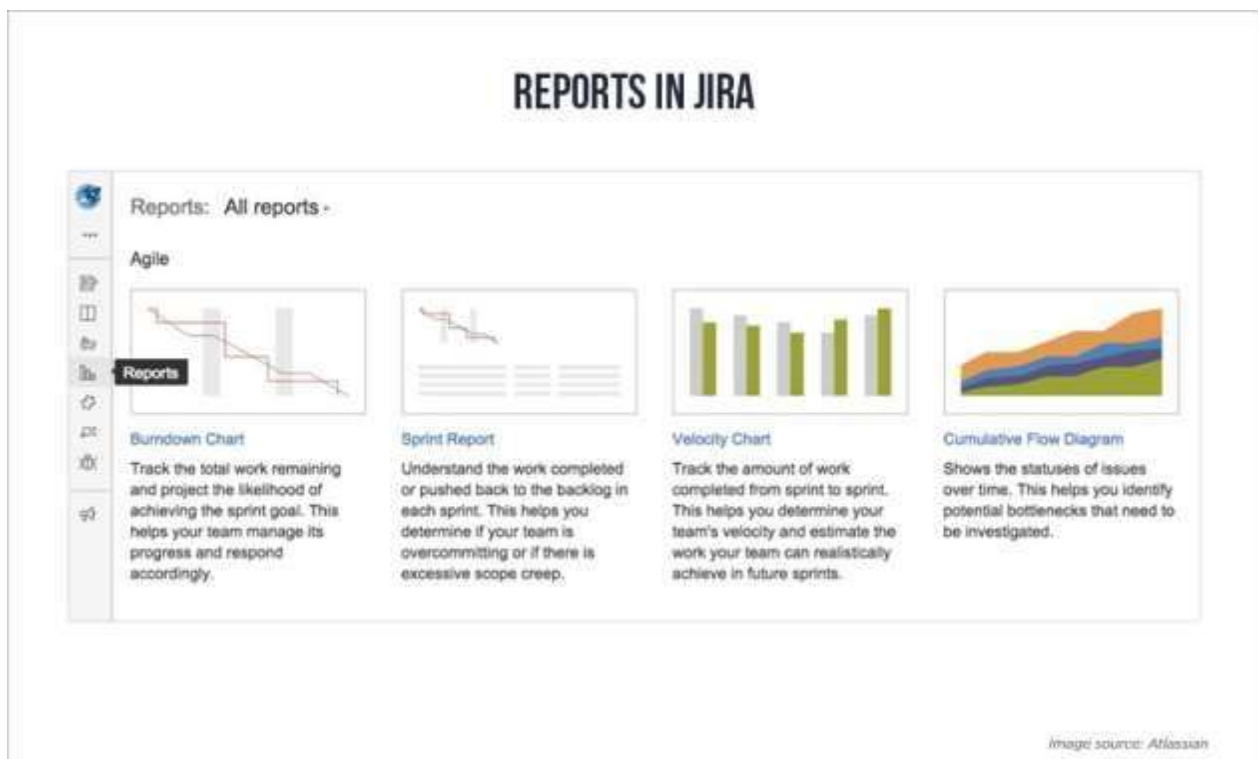 REPORTS IN JIRA
Reports: All reports
Agile
Reports
Burndown Chart
Track the total work remaining
and project the likelihood of
achieving the sprint goal. This
helps your team manage its
progress and respond
accordingly.
Sprint Report
Understand the work completed
or pushed back to the backlog in
each sprint. This helps you
determine if your team is
overcommitting or if there is
excessive scope creep.
Velocity Chart
Track the amount of work
completed from sprint to sprint.
This helps you determine your
team's velocity and estimate the
work your team can realistically
achieve in future sprints.
Cumulative Flow Diagram
Shows the statuses of issues
over time. This helps you identify
potential bottlenecks that need to
be investigated.
Image source: Atlassian